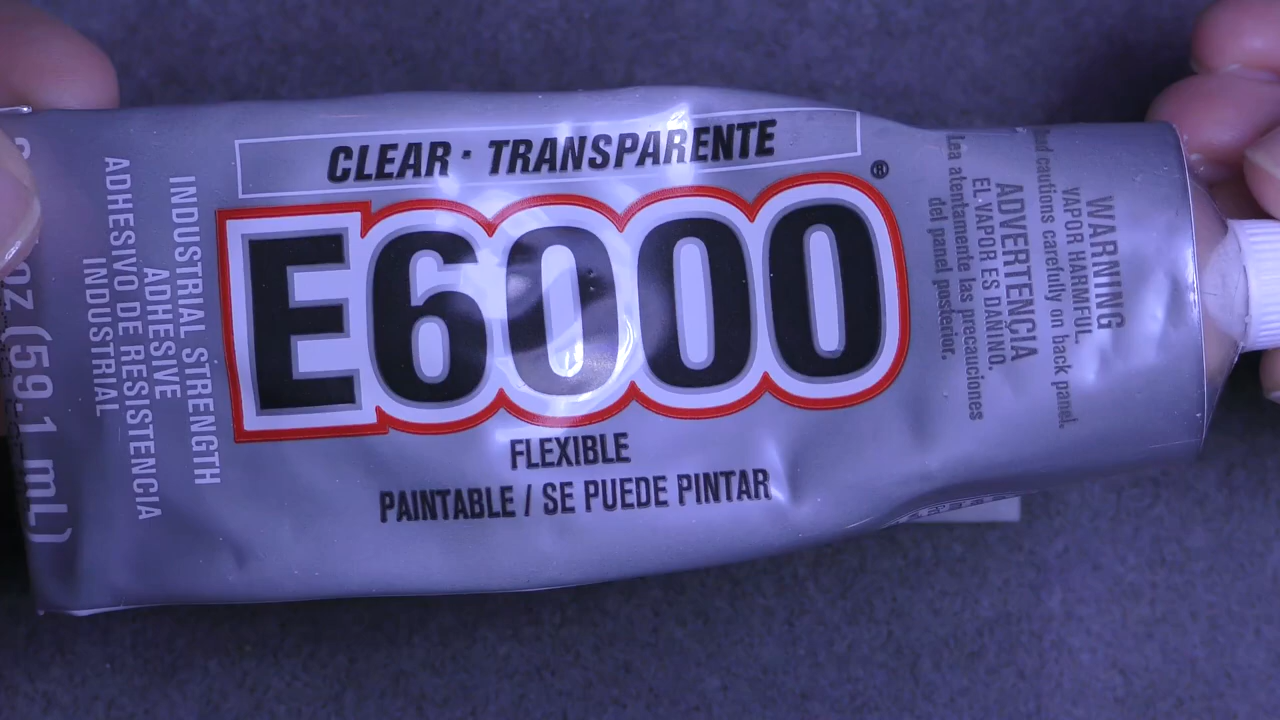 CLEAR · TRANSPARENTE
E6000®
FLEXIBLE
PAINTABLE / SE PUEDE PINTAR
INDUSTRIAL STRENGTH
ADHESIVE
ADHESIVO DE RESISTENCIA
INDUSTRIAL
oz (59.1 mL)
WARNING
VAPOR HARMFUL.
cautions carefully on back panel.
ADVERTENCIA
EL VAPOR ES DAÑINO.
Lea atentamente las precauciones
del panel posterior.